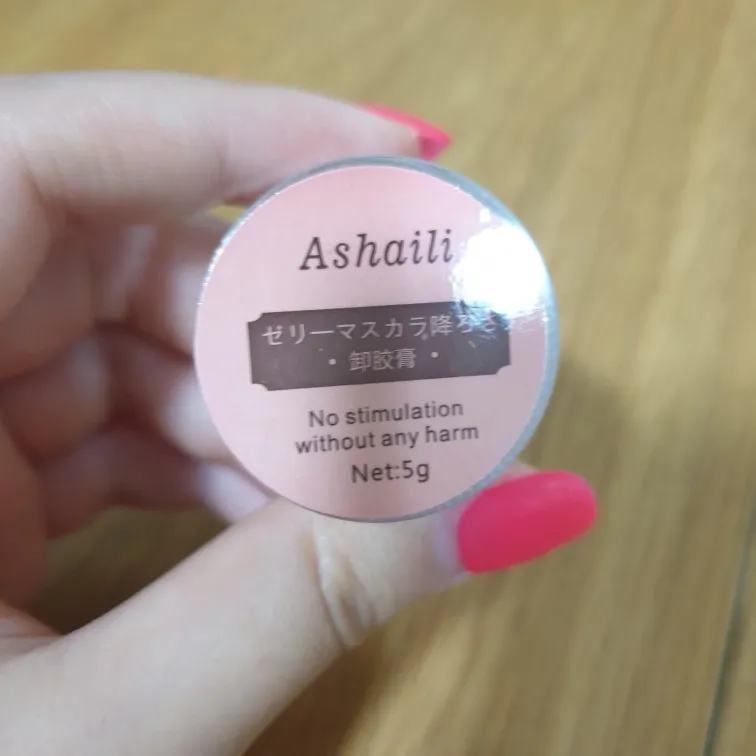 Ashaili
ゼリーマスカラ降ろ
・ 卸胶膏 ・
No stimulation
without any harm
Net:5g